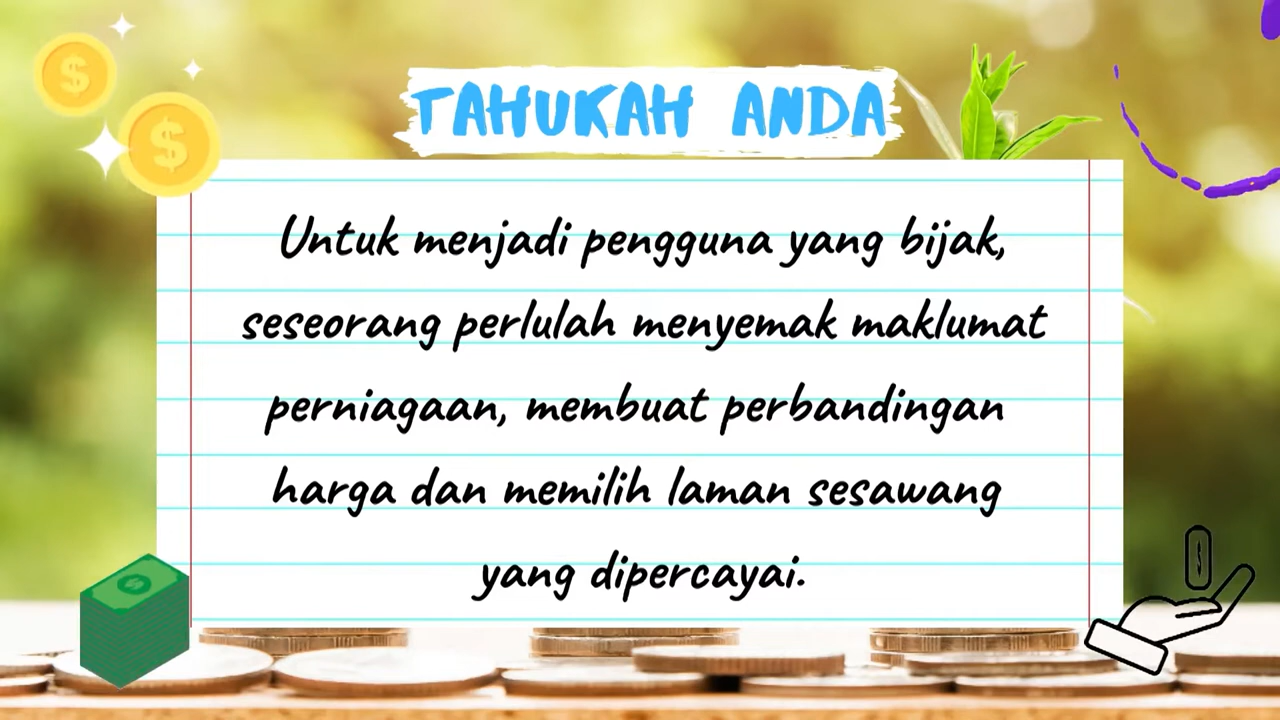 TAHUKAH ANDA
Untuk menjadi pengguna yang bijak,
seseorang perlulah menyemak maklumat
perniagaan, membuat perbandingan
harga dan memilih laman sesawang
yang dipercayai.